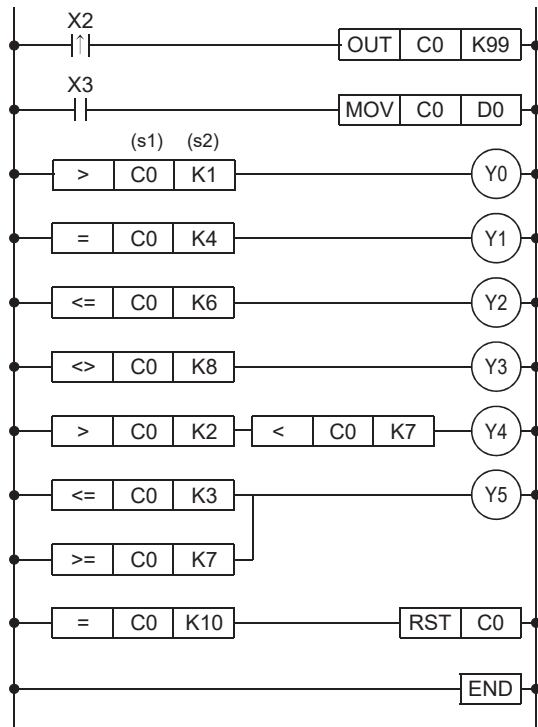 X2
OUT C0 K99
X3
MOV C0 D0
(s1) (s2)
> C0 K1 Y0
= C0 K4 Y1
<= C0 K6 Y2
<> C0 K8 Y3
> C0 K2 < C0 K7 Y4
<= C0 K3 Y5
>= C0 K7
= C0 K10 RST C0
END